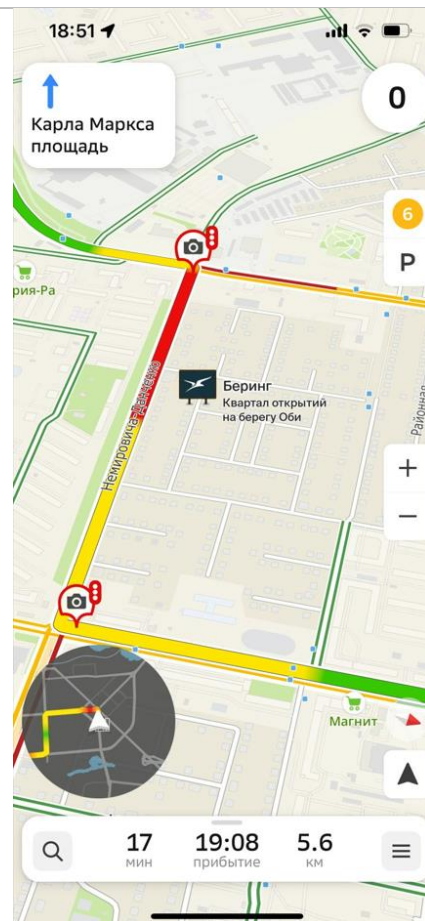 18:51
Карла Маркса
площадь
0
6
P
рия-Ра
Беринг
Квартал открытий
на берегу Оби
Районная
Немировича-Данченко
+
−
Магнит
17
мин
19:08
прибытие
5.6
км